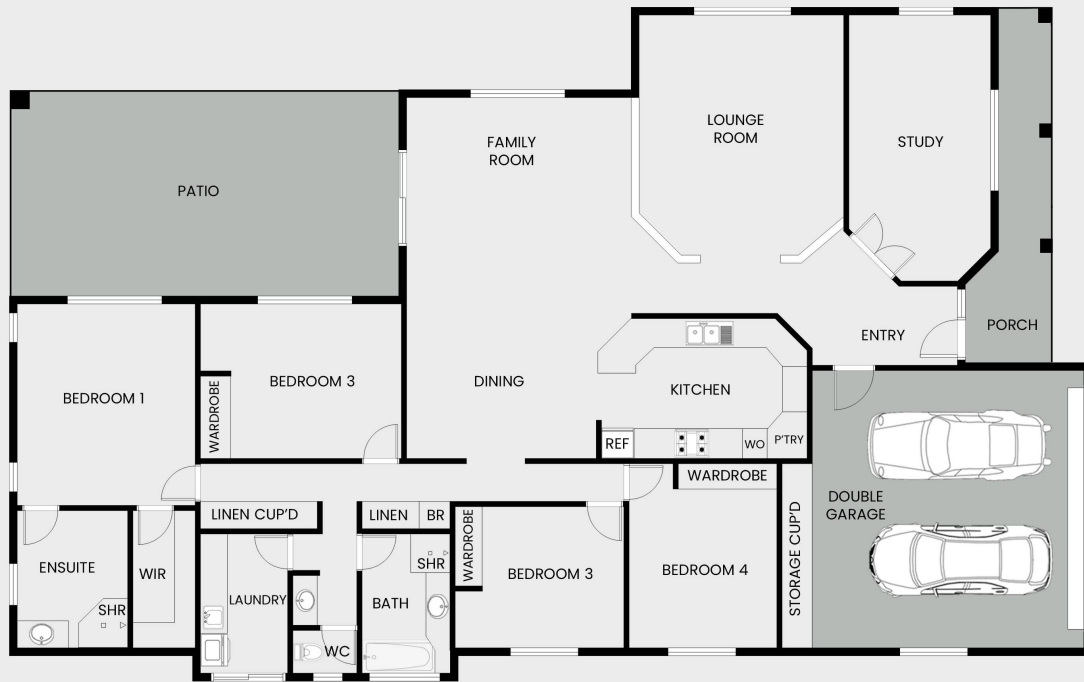 FAMILY
ROOM
LOUNGE
ROOM
STUDY
PATIO
ENTRY
PORCH
BEDROOM 1
WARDROBE
BEDROOM 3
DINING
KITCHEN
REF
WO
P'TRY
WARDROBE
DOUBLE
GARAGE
STORAGE CUP'D
LINEN CUP'D
LINEN
BR
WARDROBE
ENSUITE
WIR
SHR
LAUNDRY
WC
BATH
SHR
BEDROOM 3
BEDROOM 4